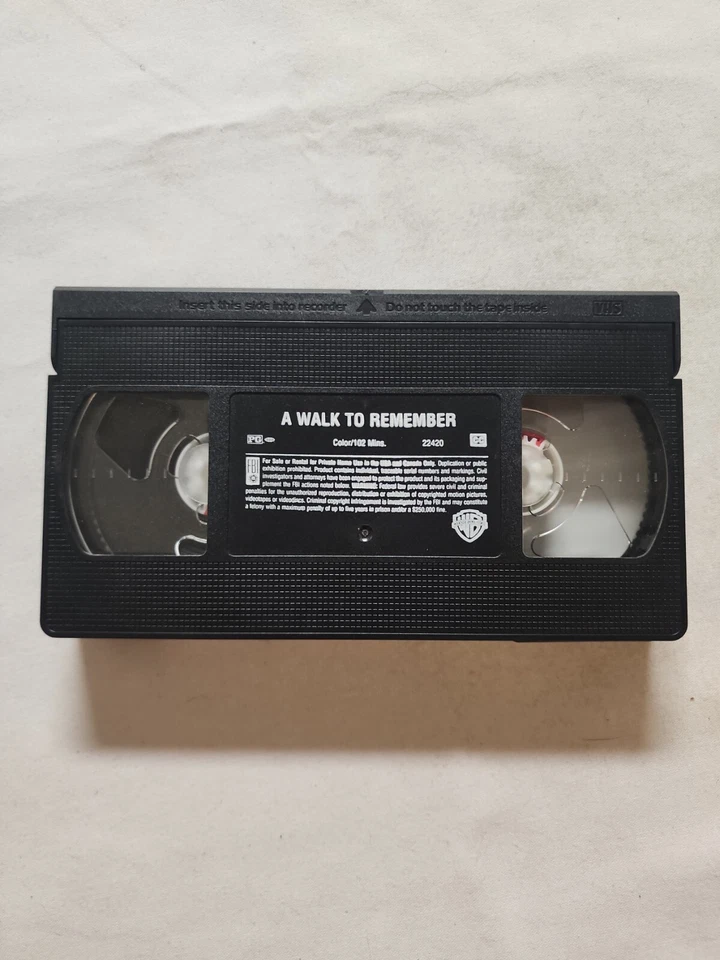 Insert this side into recorder Do not touch the tape inside VHS
A WALK TO REMEMBER
PG Color/102 Mins. 22420 CC
FBI For Sale or Rental for Private Home Use in the USA and Canada Only. Duplication or public
exhibition prohibited. Product contains individual, traceable serial numbers and markings. Civil
investigators and attorneys have been engaged to protect the product and its packaging and sup-
plement the FBI actions noted below. WARNING: Federal law provides severe civil and criminal
penalties for the unauthorized reproduction, distribution or exhibition of copyrighted motion pictures,
videotapes or videodiscs. Criminal copyright infringement is investigated by the FBI and may constitute
a felony with a maximum penalty of up to five years in prison and/or a $250,000 fine.